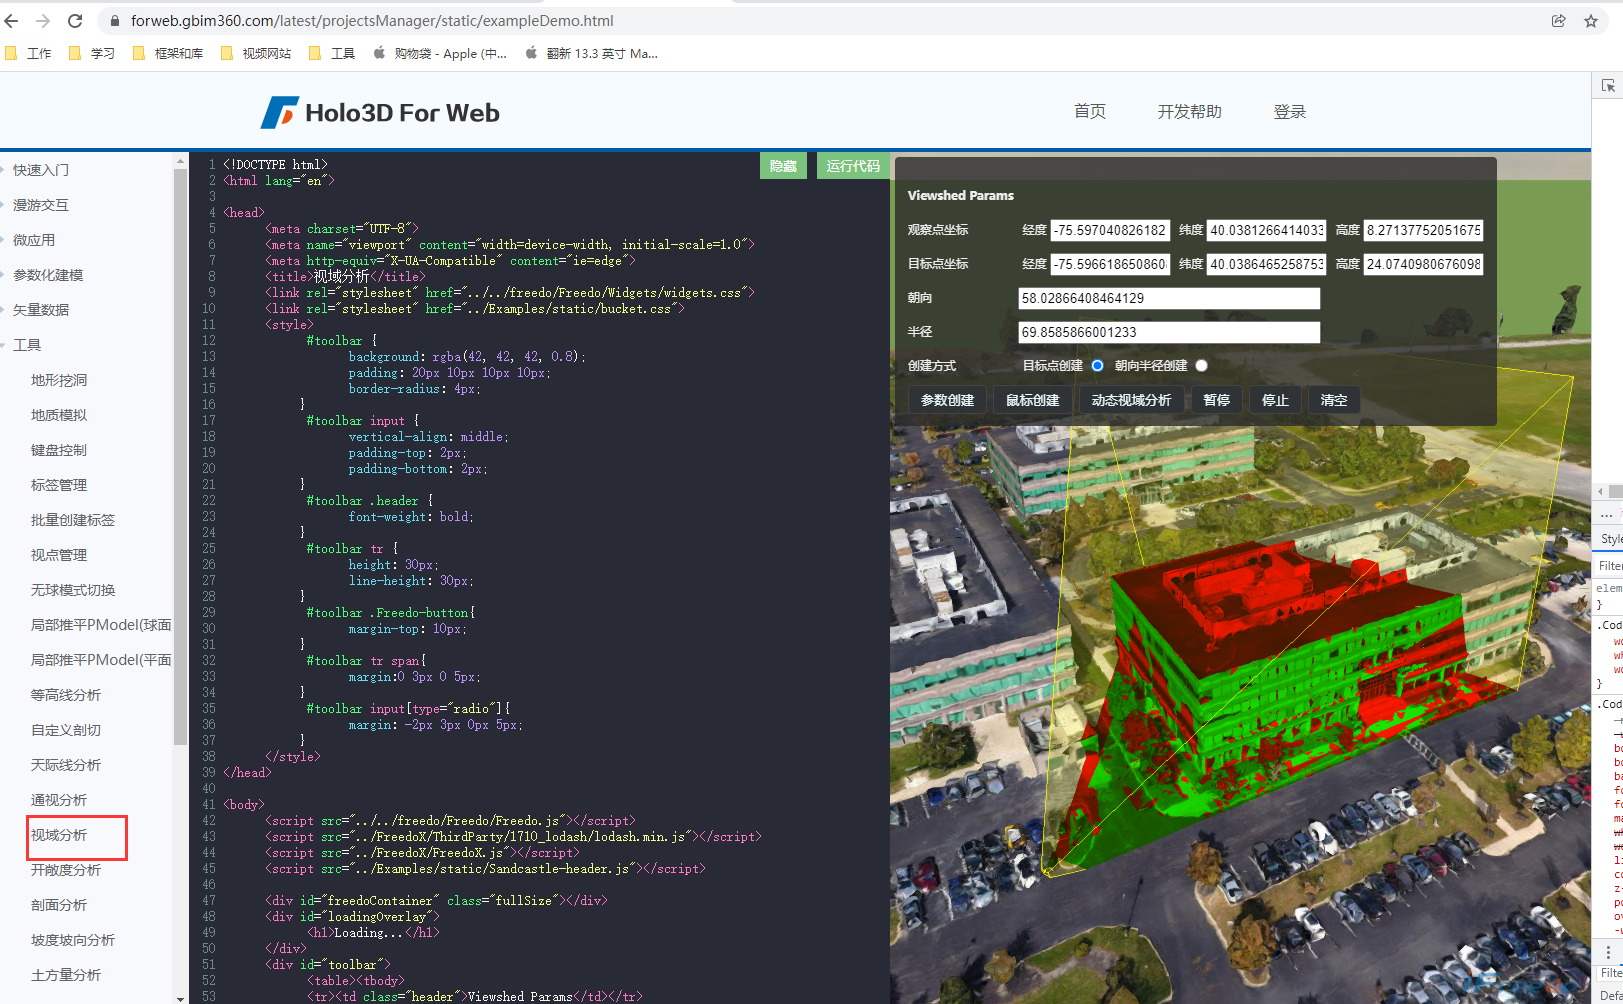 forweb.gbim360.com/latest/projectsManager/static/exampleDemo.html
工作 学习 框架和库 视频网站 工具 购物袋 - Apple (中... 翻新 13.3 英寸 Ma...
Holo3D For Web
首页 开发帮助 登录
快速入门
漫游交互
微应用
参数化建模
矢量数据
工具
地形挖洞
地质模拟
键盘控制
标签管理
批量创建标签
视点管理
无球模式切换
局部推平PModel(球面
局部推平PModel(平面
等高线分析
自定义剖切
天际线分析
通视分析
视域分析
开敞度分析
剖面分析
坡度坡向分析
土方量分析
隐藏 运行代码
1 <!DOCTYPE html>
2 <html lang="en">
3
4 <head>
5 <meta charset="UTF-8">
6 <meta name="viewport" content="width=device-width, initial-scale=1.0">
7 <meta http-equiv="X-UA-Compatible" content="ie=edge">
8 <title>视域分析</title>
9 <link rel="stylesheet" href="../../freedo/Freedo/Widgets/widgets.css">
10 <link rel="stylesheet" href="../Examples/static/bucket.css">
11 <style>
12 #toolbar {
13 background: rgba(42, 42, 42, 0.8);
14 padding: 20px 10px 10px 10px;
15 border-radius: 4px;
16 }
17 #toolbar input {
18 vertical-align: middle;
19 padding-top: 2px;
20 padding-bottom: 2px;
21 }
22 #toolbar .header {
23 font-weight: bold;
24 }
25 #toolbar tr {
26 height: 30px;
27 line-height: 30px;
28 }
29 #toolbar .Freedo-button{
30 margin-top: 10px;
31 }
32 #toolbar tr span{
33 margin:0 3px 0 5px;
34 }
35 #toolbar input[type="radio"]{
36 margin: -2px 3px 0px 5px;
37 }
38 </style>
39 </head>
40
41 <body>
42 <script src="../../freedo/Freedo/Freedo.js"></script>
43 <script src="../FreedoX/ThirdParty/1710_lodash/lodash.min.js"></script>
44 <script src="../FreedoX/FreedoX.js"></script>
45 <script src="../Examples/static/Sandcastle-header.js"></script>
46
47 <div id="freedoContainer" class="fullSize"></div>
48 <div id="loadingOverlay">
49 <h1>Loading...</h1>
50 </div>
51 <div id="toolbar">
52 <table><tbody>
53 <tr><td class="header">Viewshed Params</td></tr>
Viewshed Params
观察点坐标 经度 -75.597040826182 纬度 40.0381266414033 高度 8.27137752051675
目标点坐标 经度 -75.596618650860 纬度 40.0386465258753 高度 24.0740980676098
朝向 58.02866408464129
半径 69.8585866001233
创建方式 目标点创建 朝向半径创建
参数创建 鼠标创建 动态视域分析 暂停 停止 清空
...
Style
Filter
elem
}
.Cod
wo
wh
wo
}
.Cod
bo
bo
ba
fo
fo
ma
wh
wo
li
co
z-
po
ov
Filte
Defa